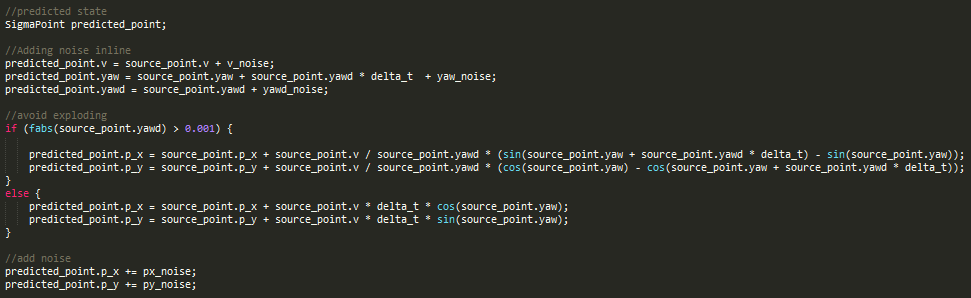 //predicted state
SigmaPoint predicted_point;
//Adding noise inline
predicted_point.v = source_point.v + v_noise;
predicted_point.yaw = source_point.yaw + source_point.yawd * delta_t  + yaw_noise;
predicted_point.yawd = source_point.yawd + yawd_noise;
//avoid exploding
if (fabs(source_point.yawd) > 0.001) {
predicted_point.p_x = source_point.p_x + source_point.v / source_point.yawd * (sin(source_point.yaw + source_point.yawd * delta_t) - sin(source_point.yaw));
predicted_point.p_y = source_point.p_y + source_point.v / source_point.yawd * (cos(source_point.yaw) - cos(source_point.yaw + source_point.yawd * delta_t));
}
else {
predicted_point.p_x = source_point.p_x + source_point.v * delta_t * cos(source_point.yaw);
predicted_point.p_y = source_point.p_y + source_point.v * delta_t * sin(source_point.yaw);
}
//add noise
predicted_point.p_x += px_noise;
predicted_point.p_y += py_noise;